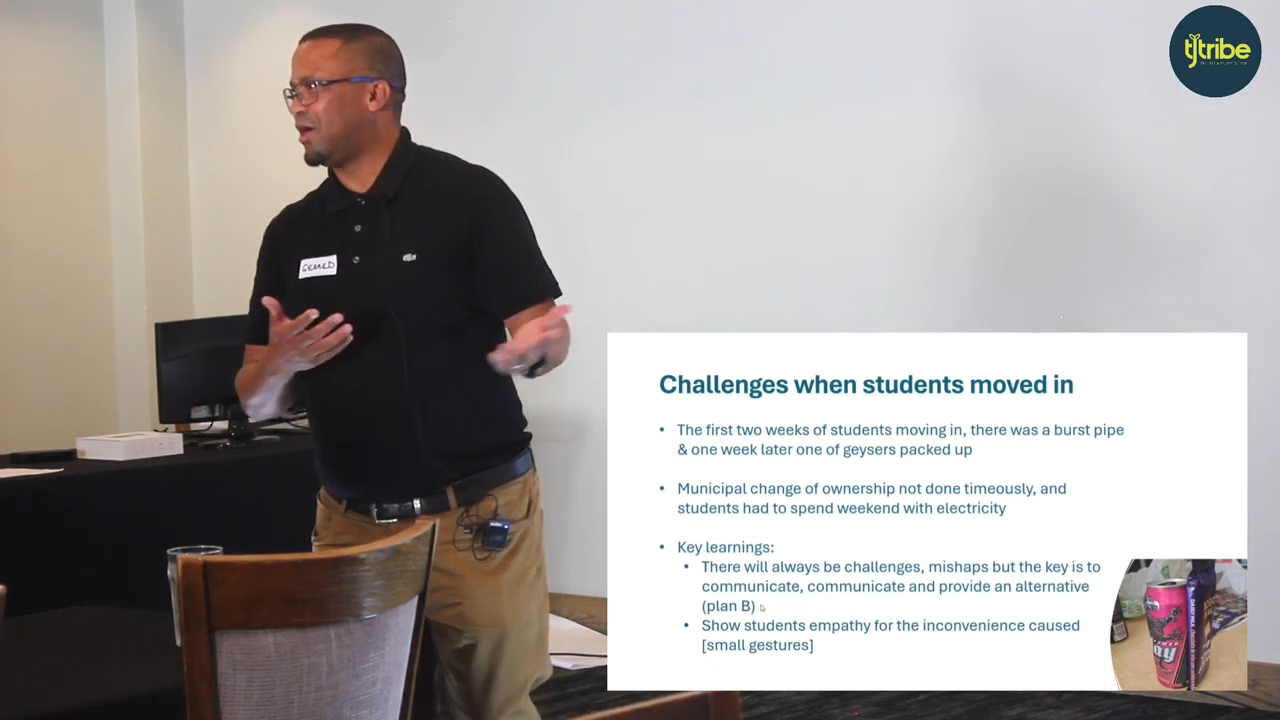 tjtribe
GERARD
Challenges when students moved in
• The first two weeks of students moving in, there was a burst pipe
& one week later one of geysers packed up
• Municipal change of ownership not done timeously, and
students had to spend weekend with electricity
• Key learnings:
• There will always be challenges, mishaps but the key is to
communicate, communicate and provide an alternative
(plan B)
• Show students empathy for the inconvenience caused
[small gestures]
DAIRY MILK